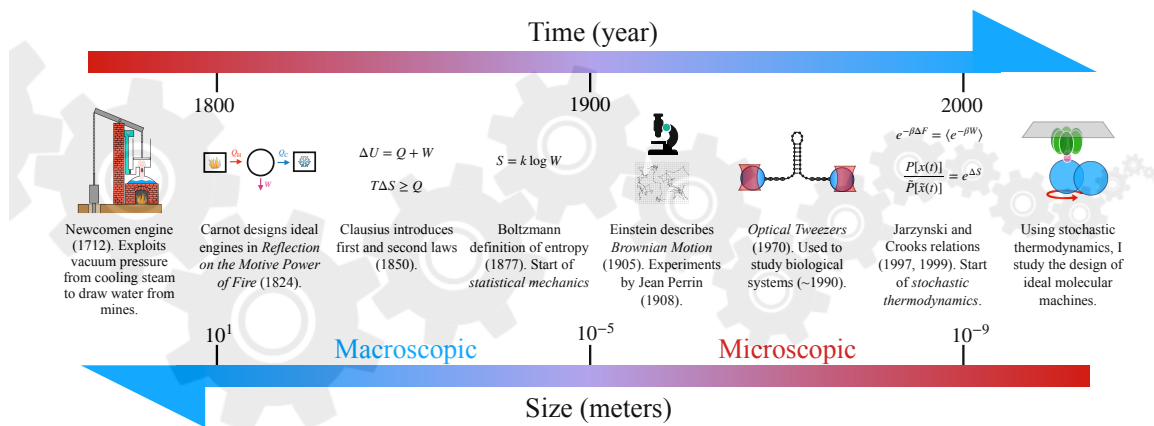 Time (year)
1800
1900
2000
Q_H
Q_C
W
ΔU = Q + W
TΔS ≥ Q
S = k log W
e^{-βΔF} = ⟨e^{-βW}⟩
P[x(t)]
P̃[x̃(t)]
= e^{ΔS}
Newcomen engine
(1712). Exploits
vacuum pressure
from cooling steam
to draw water from
mines.
Carnot designs ideal
engines in Reflection
on the Motive Power
of Fire (1824).
Clausius introduces
first and second laws
(1850).
Boltzmann
definition of entropy
(1877). Start of
statistical mechanics
Einstein describes
Brownian Motion
(1905). Experiments
by Jean Perrin
(1908).
Optical Tweezers
(1970). Used to
study biological
systems (~1990).
Jarzynski and
Crooks relations
(1997, 1999). Start
of stochastic
thermodynamics.
Using stochastic
thermodynamics, I
study the design of
ideal molecular
machines.
10^1
Macroscopic
10^{-5}
Microscopic
10^{-9}
Size (meters)